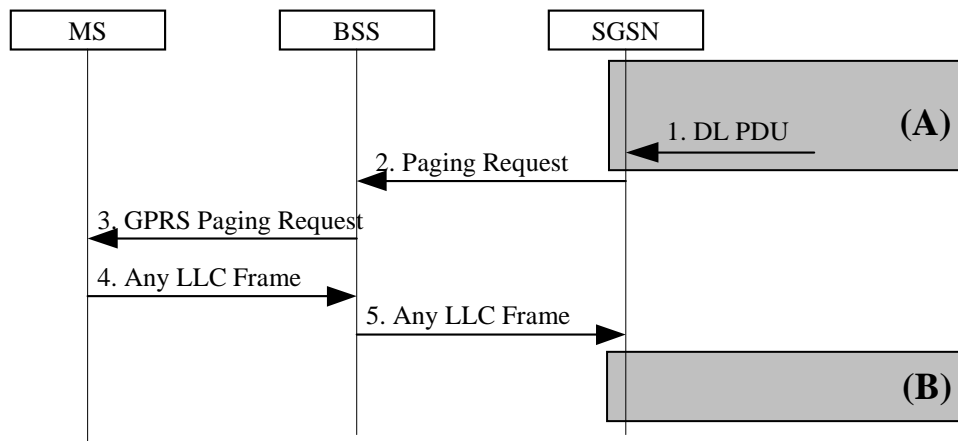 MS
BSS
SGSN
(A)
1. DL PDU
2. Paging Request
3. GPRS Paging Request
4. Any LLC Frame
5. Any LLC Frame
(B)